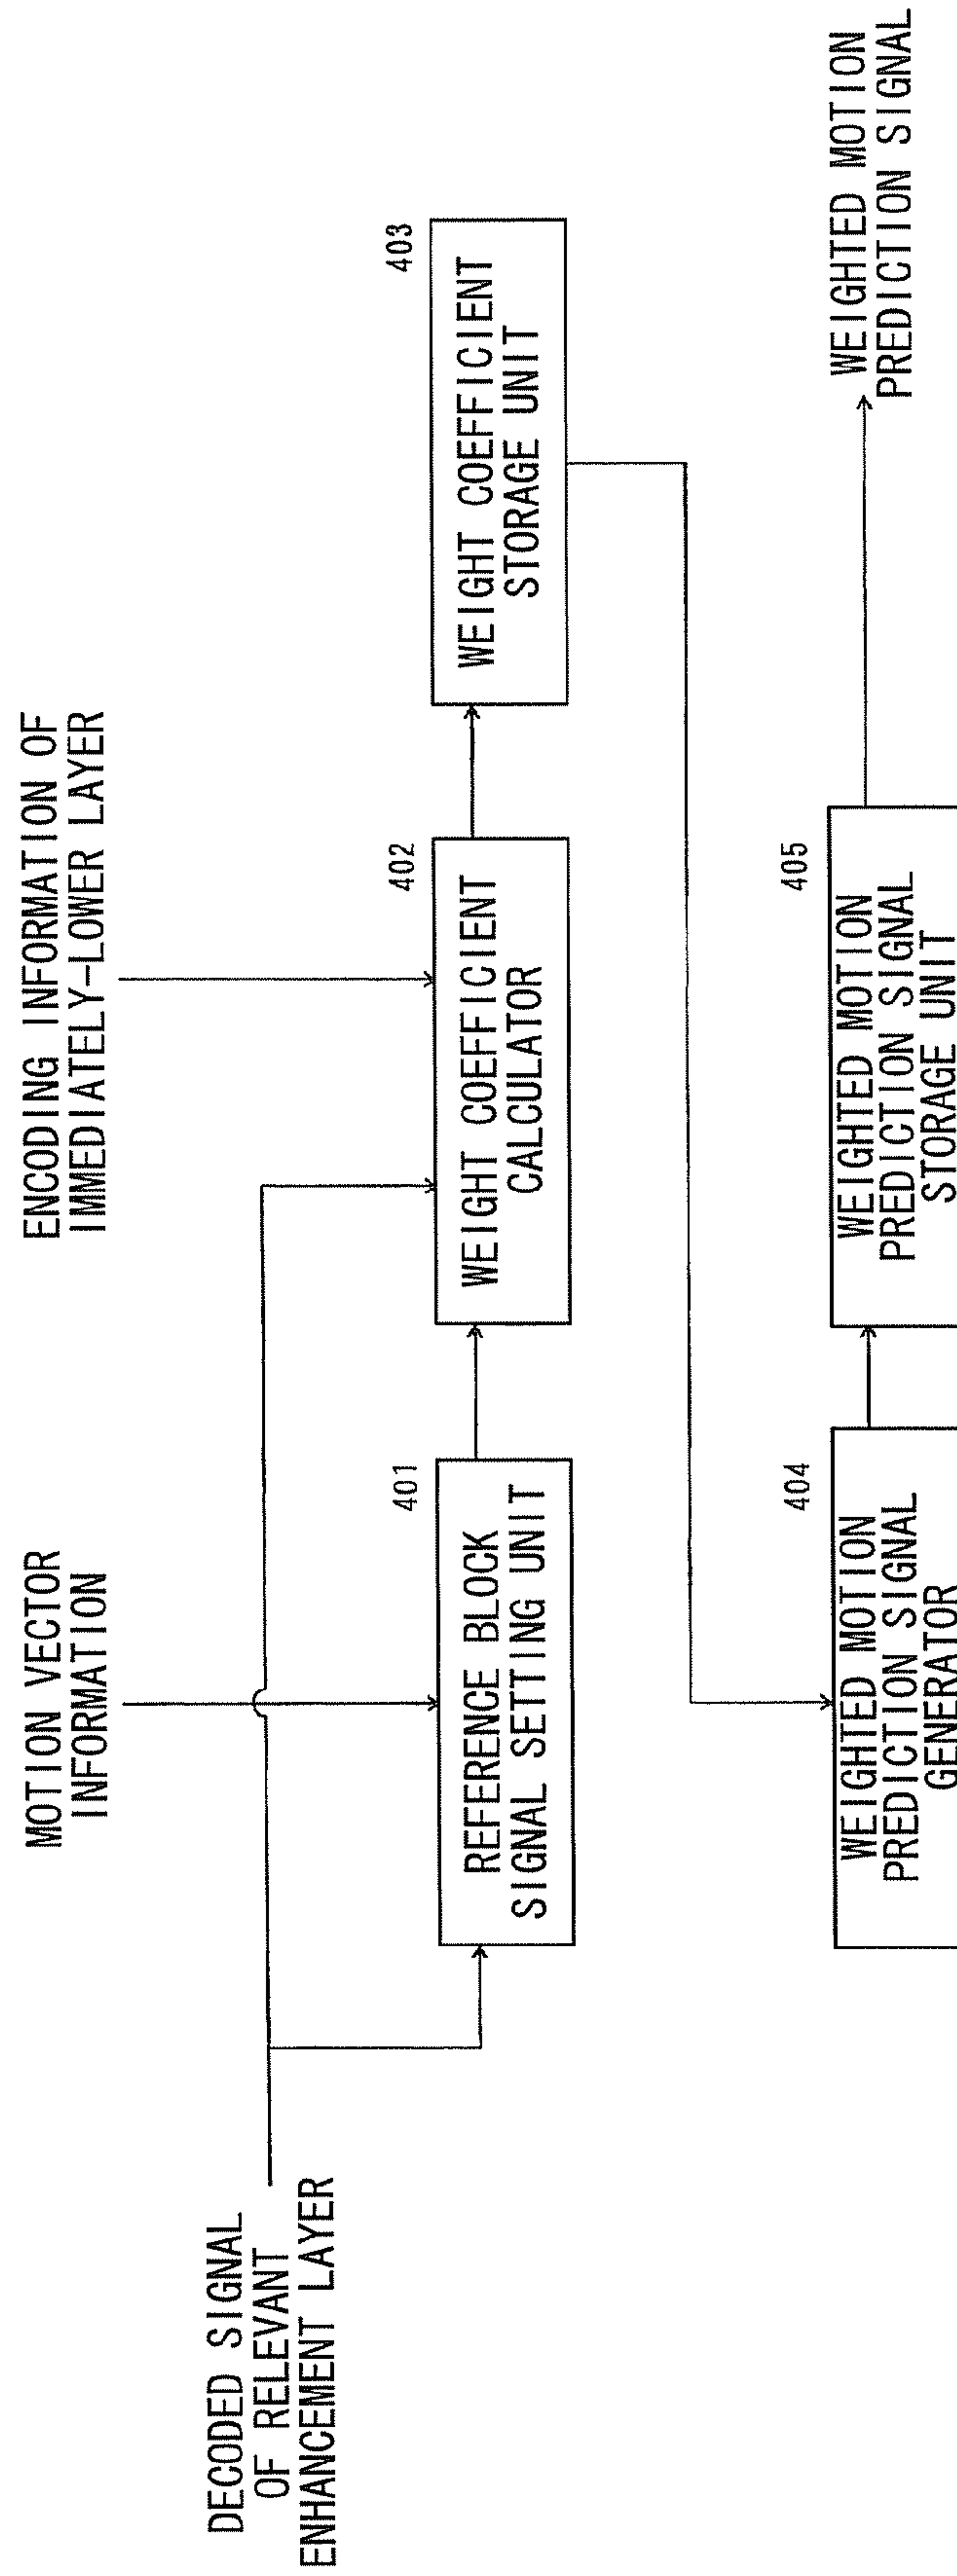 MOTION VECTOR
INFORMATION
ENCODING INFORMATION OF
IMMEDIATELY-LOWER LAYER
DECODED SIGNAL
OF RELEVANT
ENHANCEMENT LAYER
401
REFERENCE BLOCK
SIGNAL SETTING UNIT
402
WEIGHT COEFFICIENT
CALCULATOR
403
WEIGHT COEFFICIENT
STORAGE UNIT
404
WEIGHTED MOTION
PREDICTION SIGNAL
GENERATOR
405
WEIGHTED MOTION
PREDICTION SIGNAL
STORAGE UNIT
WEIGHTED MOTION
PREDICTION SIGNAL